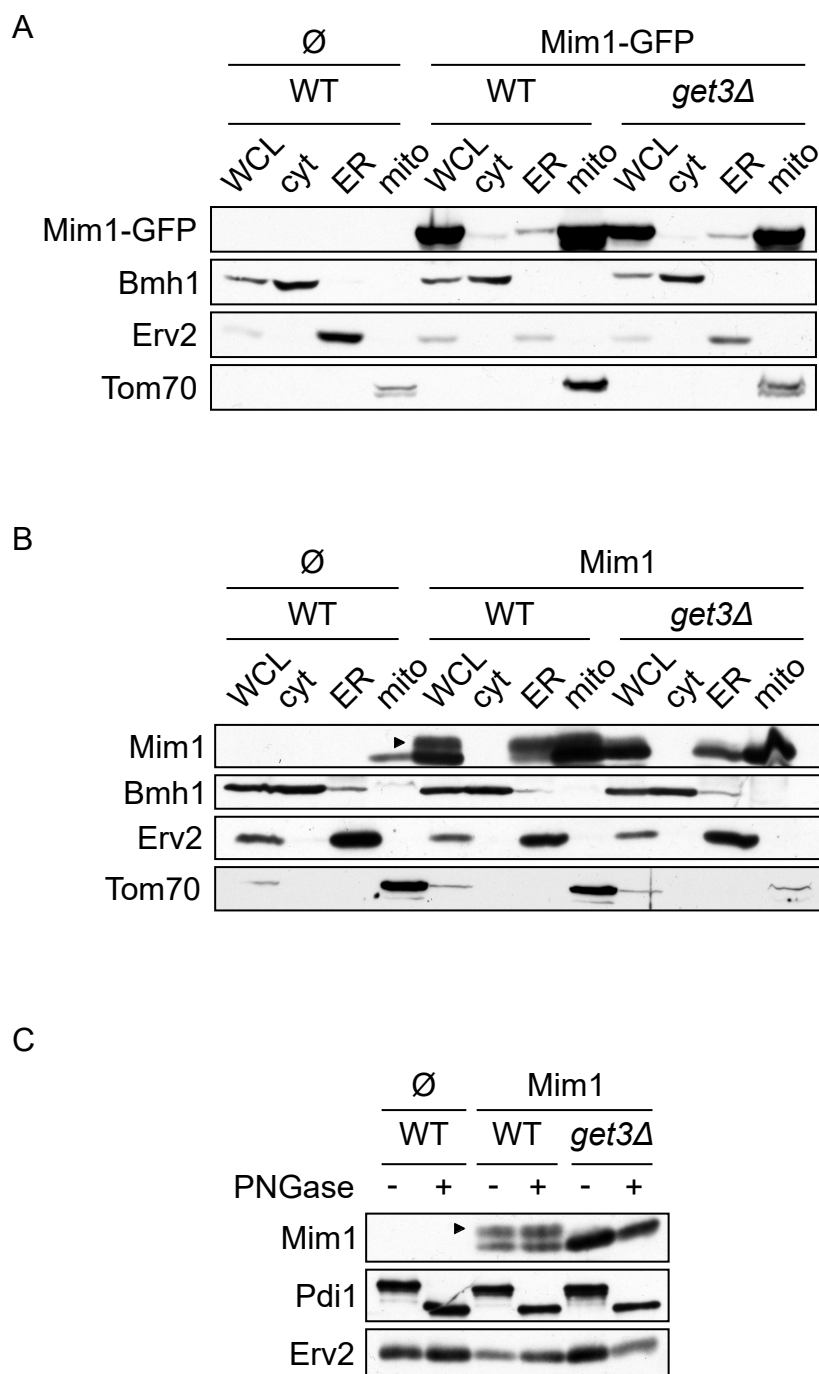 A
Ø Mim1-GFP
WT WT get3Δ
WCL cyt ER mito WCL cyt ER mito WCL cyt ER mito
Mim1-GFP
Bmh1
Erv2
Tom70
B
Ø Mim1
WT WT get3Δ
WCL cyt ER mito WCL cyt ER mito WCL cyt ER mito
Mim1
Bmh1
Erv2
Tom70
C
Ø Mim1
WT WT get3Δ
PNGase - + - + - +
Mim1
Pdi1
Erv2